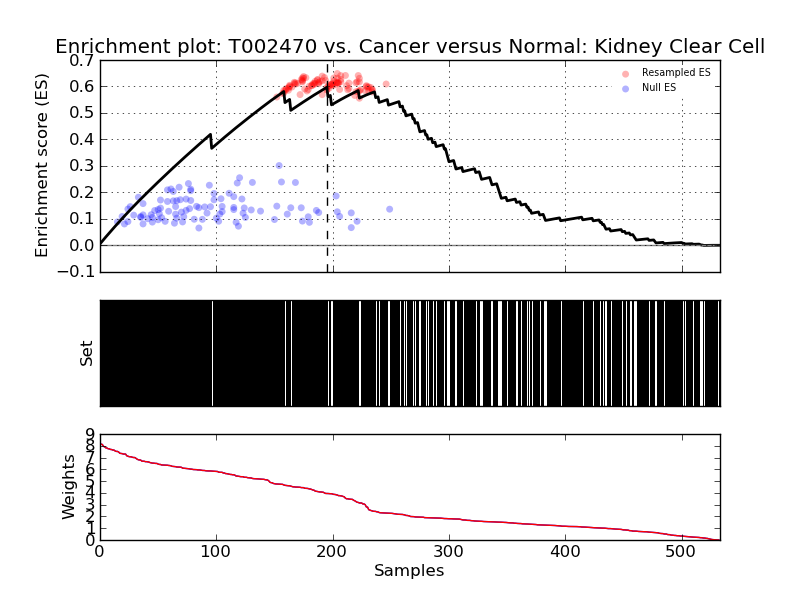 Enrichment plot: T002470 vs. Cancer versus Normal: Kidney Clear Cell
Enrichment score (ES)
0.7
0.6
0.5
0.4
0.3
0.2
0.1
0.0
−0.1
Resampled ES
Null ES
Set
Weights
9
8
7
6
5
4
3
2
1
0
0 100 200 300 400 500
Samples